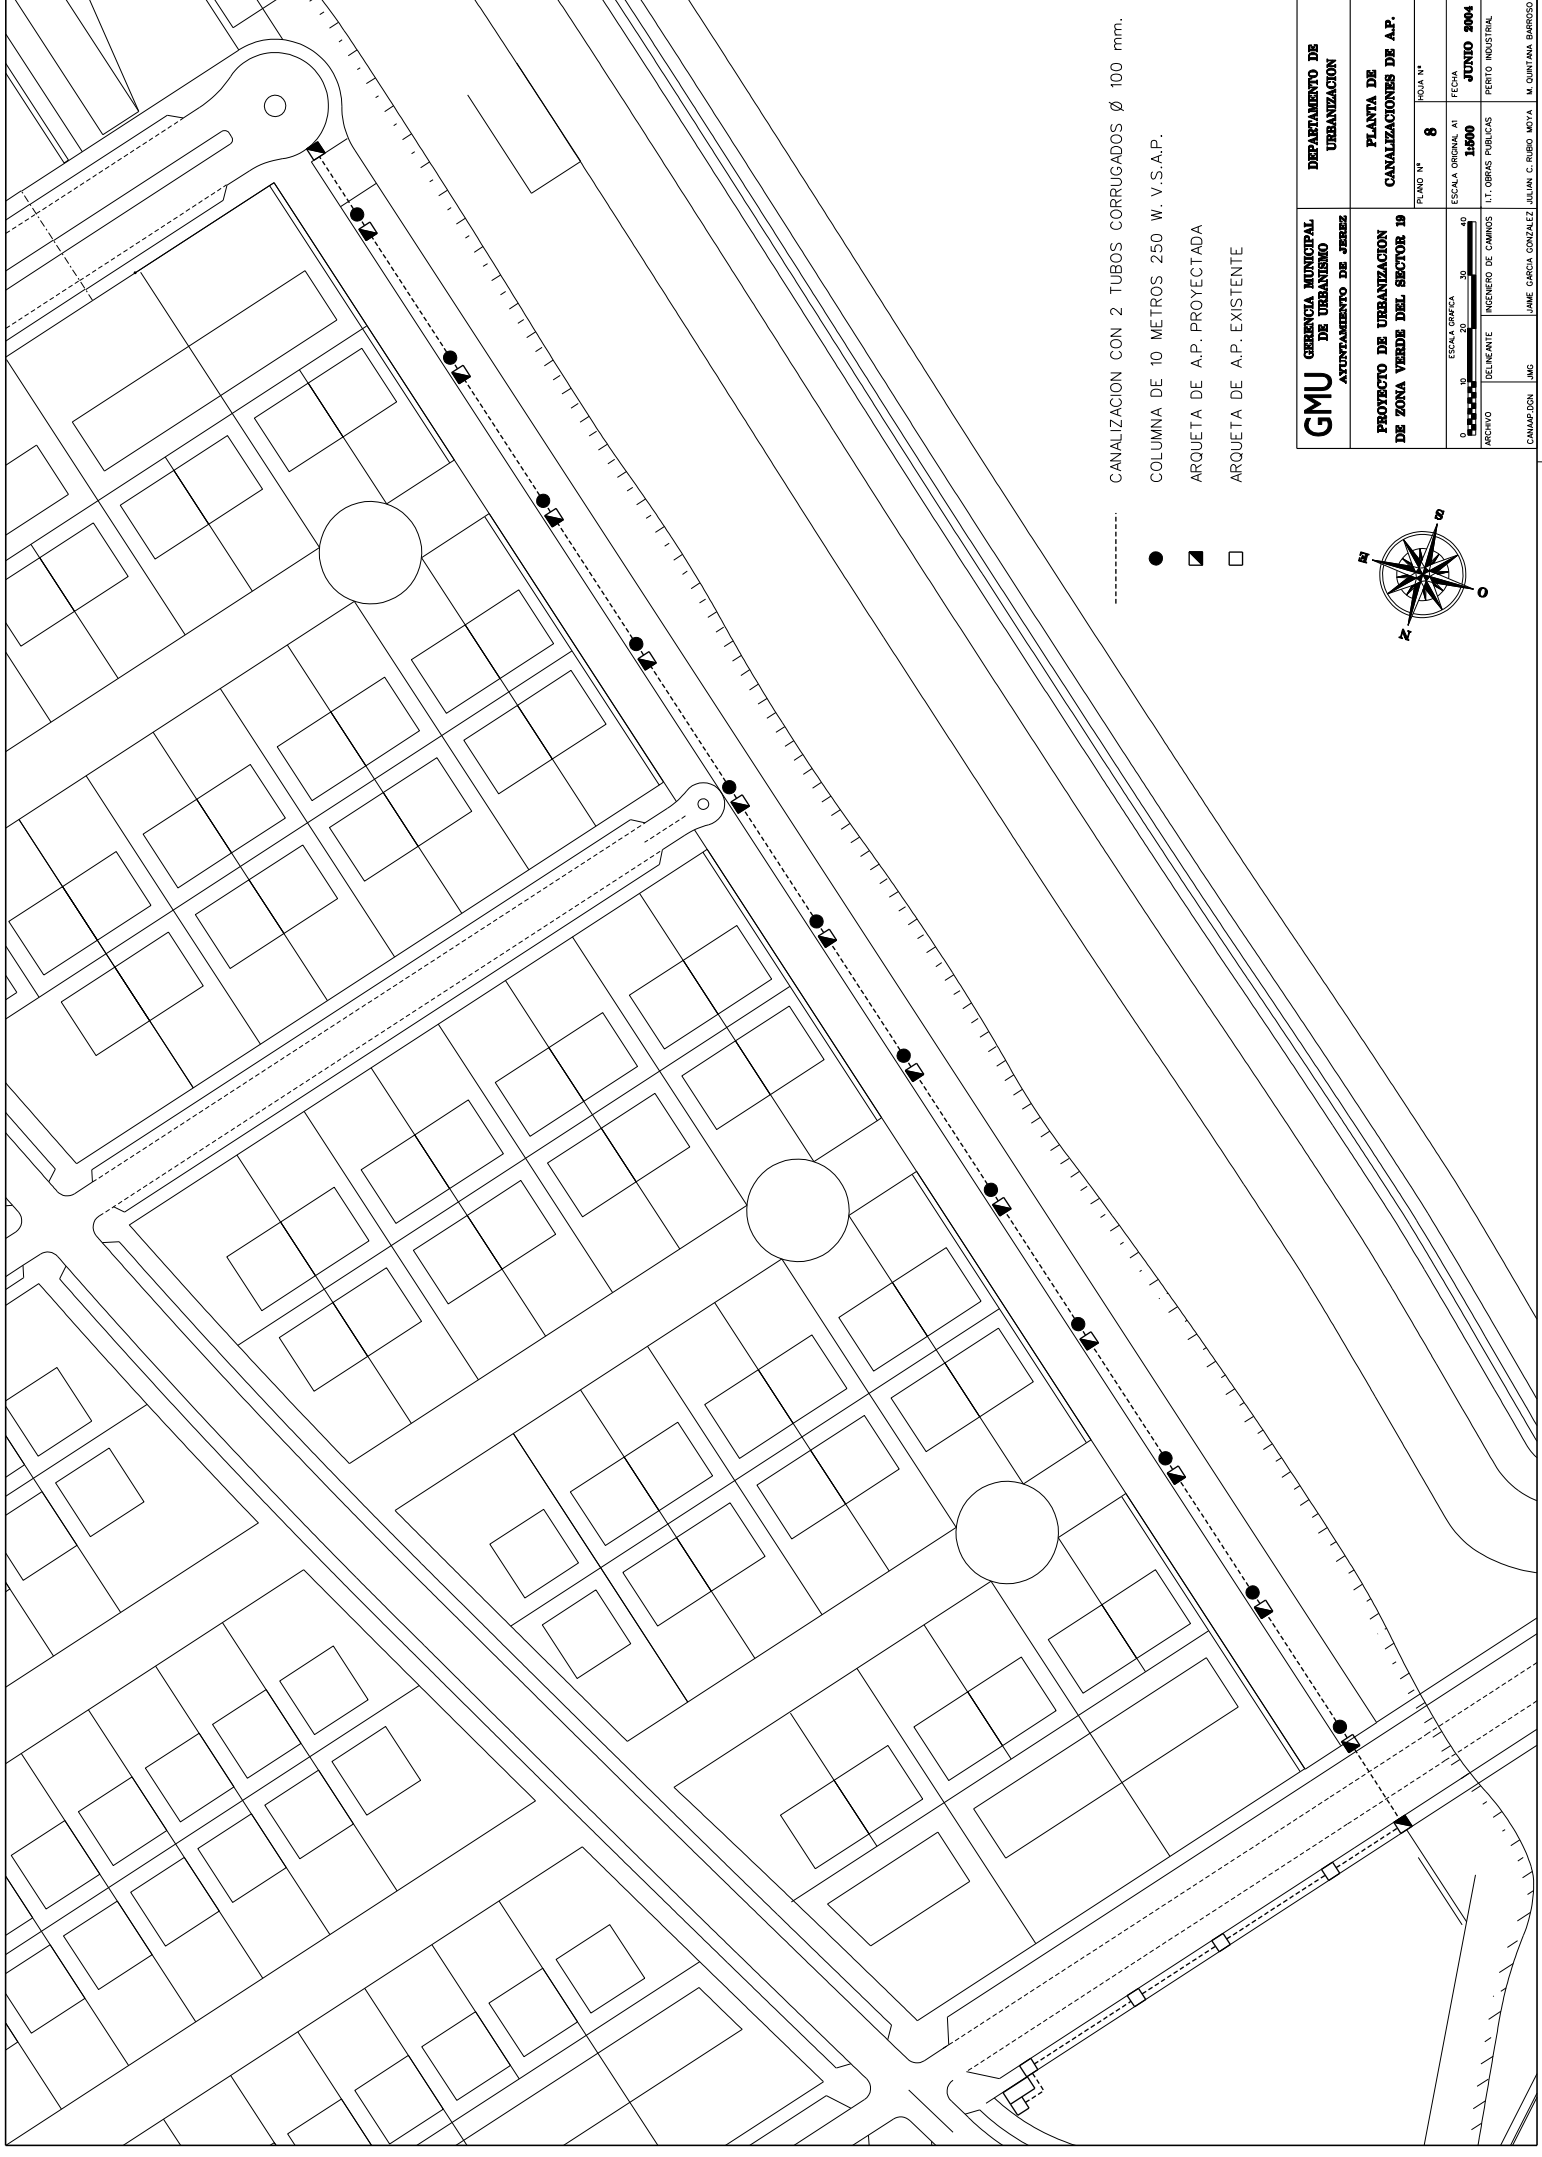 CANALIZACION CON 2 TUBOS CORRUGADOS Ø 100 mm.
COLUMNA DE 10 METROS 250 W. V.S.A.P.
ARQUETA DE A.P. PROYECTADA
ARQUETA DE A.P. EXISTENTE
N
S
E
O
GMU
GERENCIA MUNICIPAL
DE URBANISMO
AYUNTAMIENTO DE JEREZ
DEPARTAMENTO DE
URBANIZACION
PROYECTO DE URBANIZACION
DE ZONA VERDE DEL SECTOR 19
PLANTA DE
CANALIZACIONES DE A.P.
PLANO Nº
8
HOJA Nº
ESCALA GRAFICA
0 10 20 30 40
ESCALA ORIGINAL A1
1:500
FECHA
JUNIO 2004
ARCHIVO
CANAAP.DGN
DELINEANTE
JMG
INGENIERO DE CAMINOS
JAIME GARCIA GONZALEZ
I.T. OBRAS PUBLICAS
JULIAN C. RUBIO MOYA
PERITO INDUSTRIAL
M. QUINTANA BARROSO